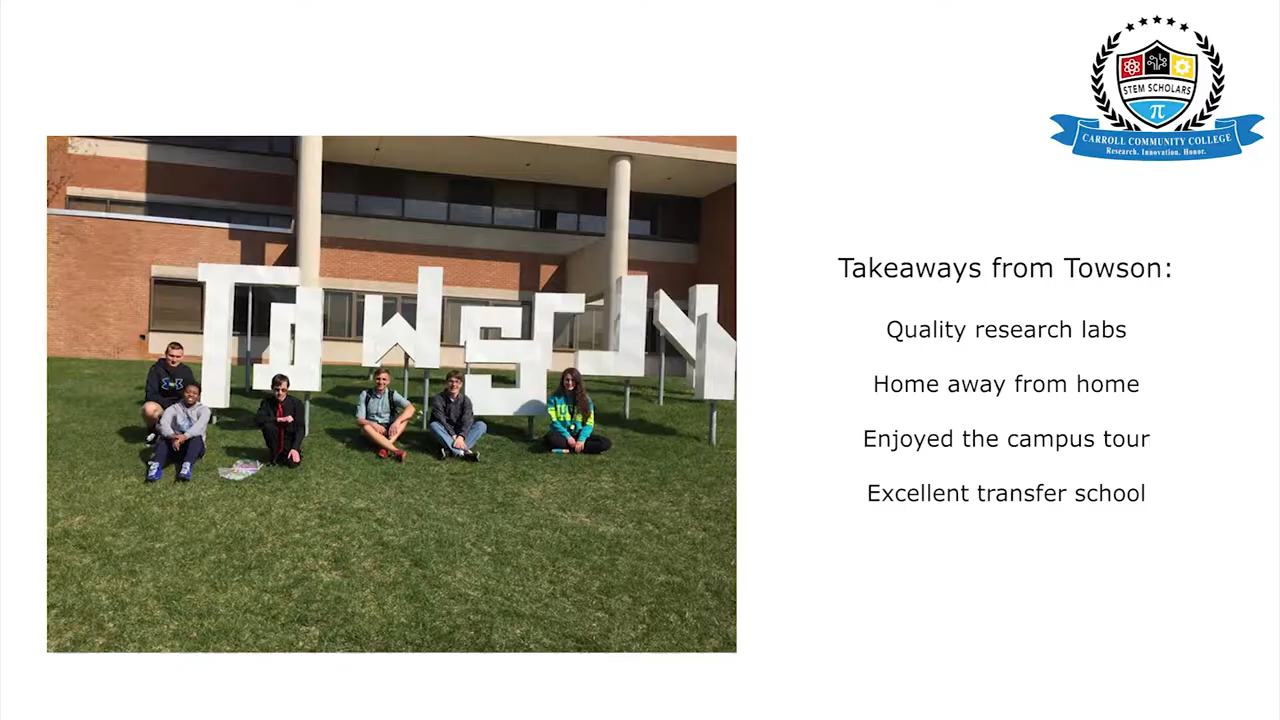 STEM SCHOLARS
π
CARROLL COMMUNITY COLLEGE
Research. Innovation. Honor.
TOWSON
Takeaways from Towson:
Quality research labs
Home away from home
Enjoyed the campus tour
Excellent transfer school